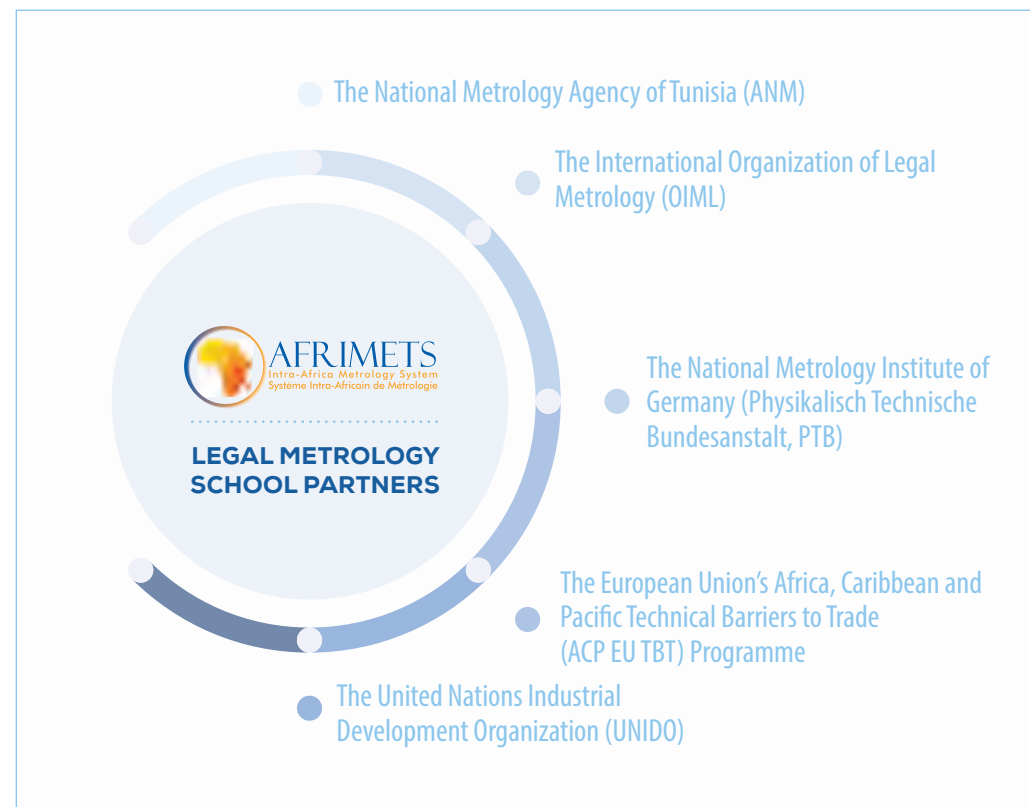 The National Metrology Agency of Tunisia (ANM)
The International Organization of Legal
Metrology (OIML)
AFRIMETS
Intra-Africa Metrology System
Système Intra-Africain de Métrologie
LEGAL METROLOGY
SCHOOL PARTNERS
The National Metrology Institute of
Germany (Physikalisch Technische
Bundesanstalt, PTB)
The European Union’s Africa, Caribbean and
Pacific Technical Barriers to Trade
(ACP EU TBT) Programme
The United Nations Industrial
Development Organization (UNIDO)